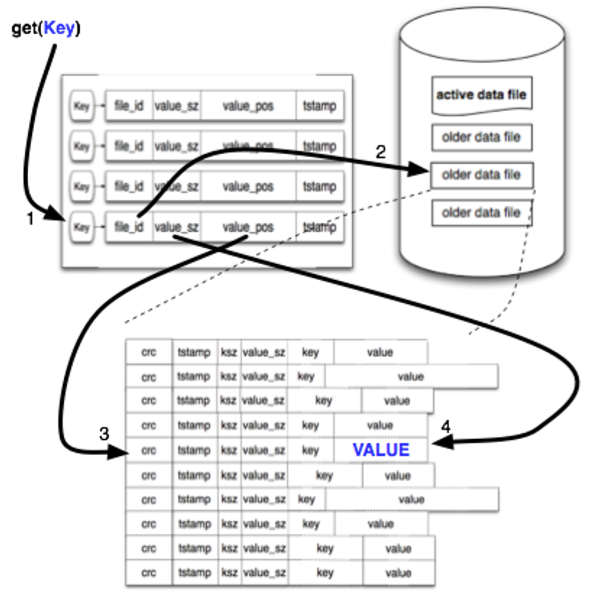 get(Key)
Key file_id value_sz value_pos tstamp
Key file_id value_sz value_pos tstamp
Key file_id value_sz value_pos tstamp
Key file_id value_sz value_pos tstamp
1
2
active data file
older data file
older data file
older data file
crc tstamp ksz value_sz key value
crc tstamp ksz value_sz key value
crc tstamp ksz value_sz key value
crc tstamp ksz value_sz key value
3
crc tstamp ksz value_sz key VALUE
4
crc tstamp ksz value_sz key value
crc tstamp ksz value_sz key value
crc tstamp ksz value_sz key value
crc tstamp ksz value_sz key value
crc tstamp ksz value_sz key value